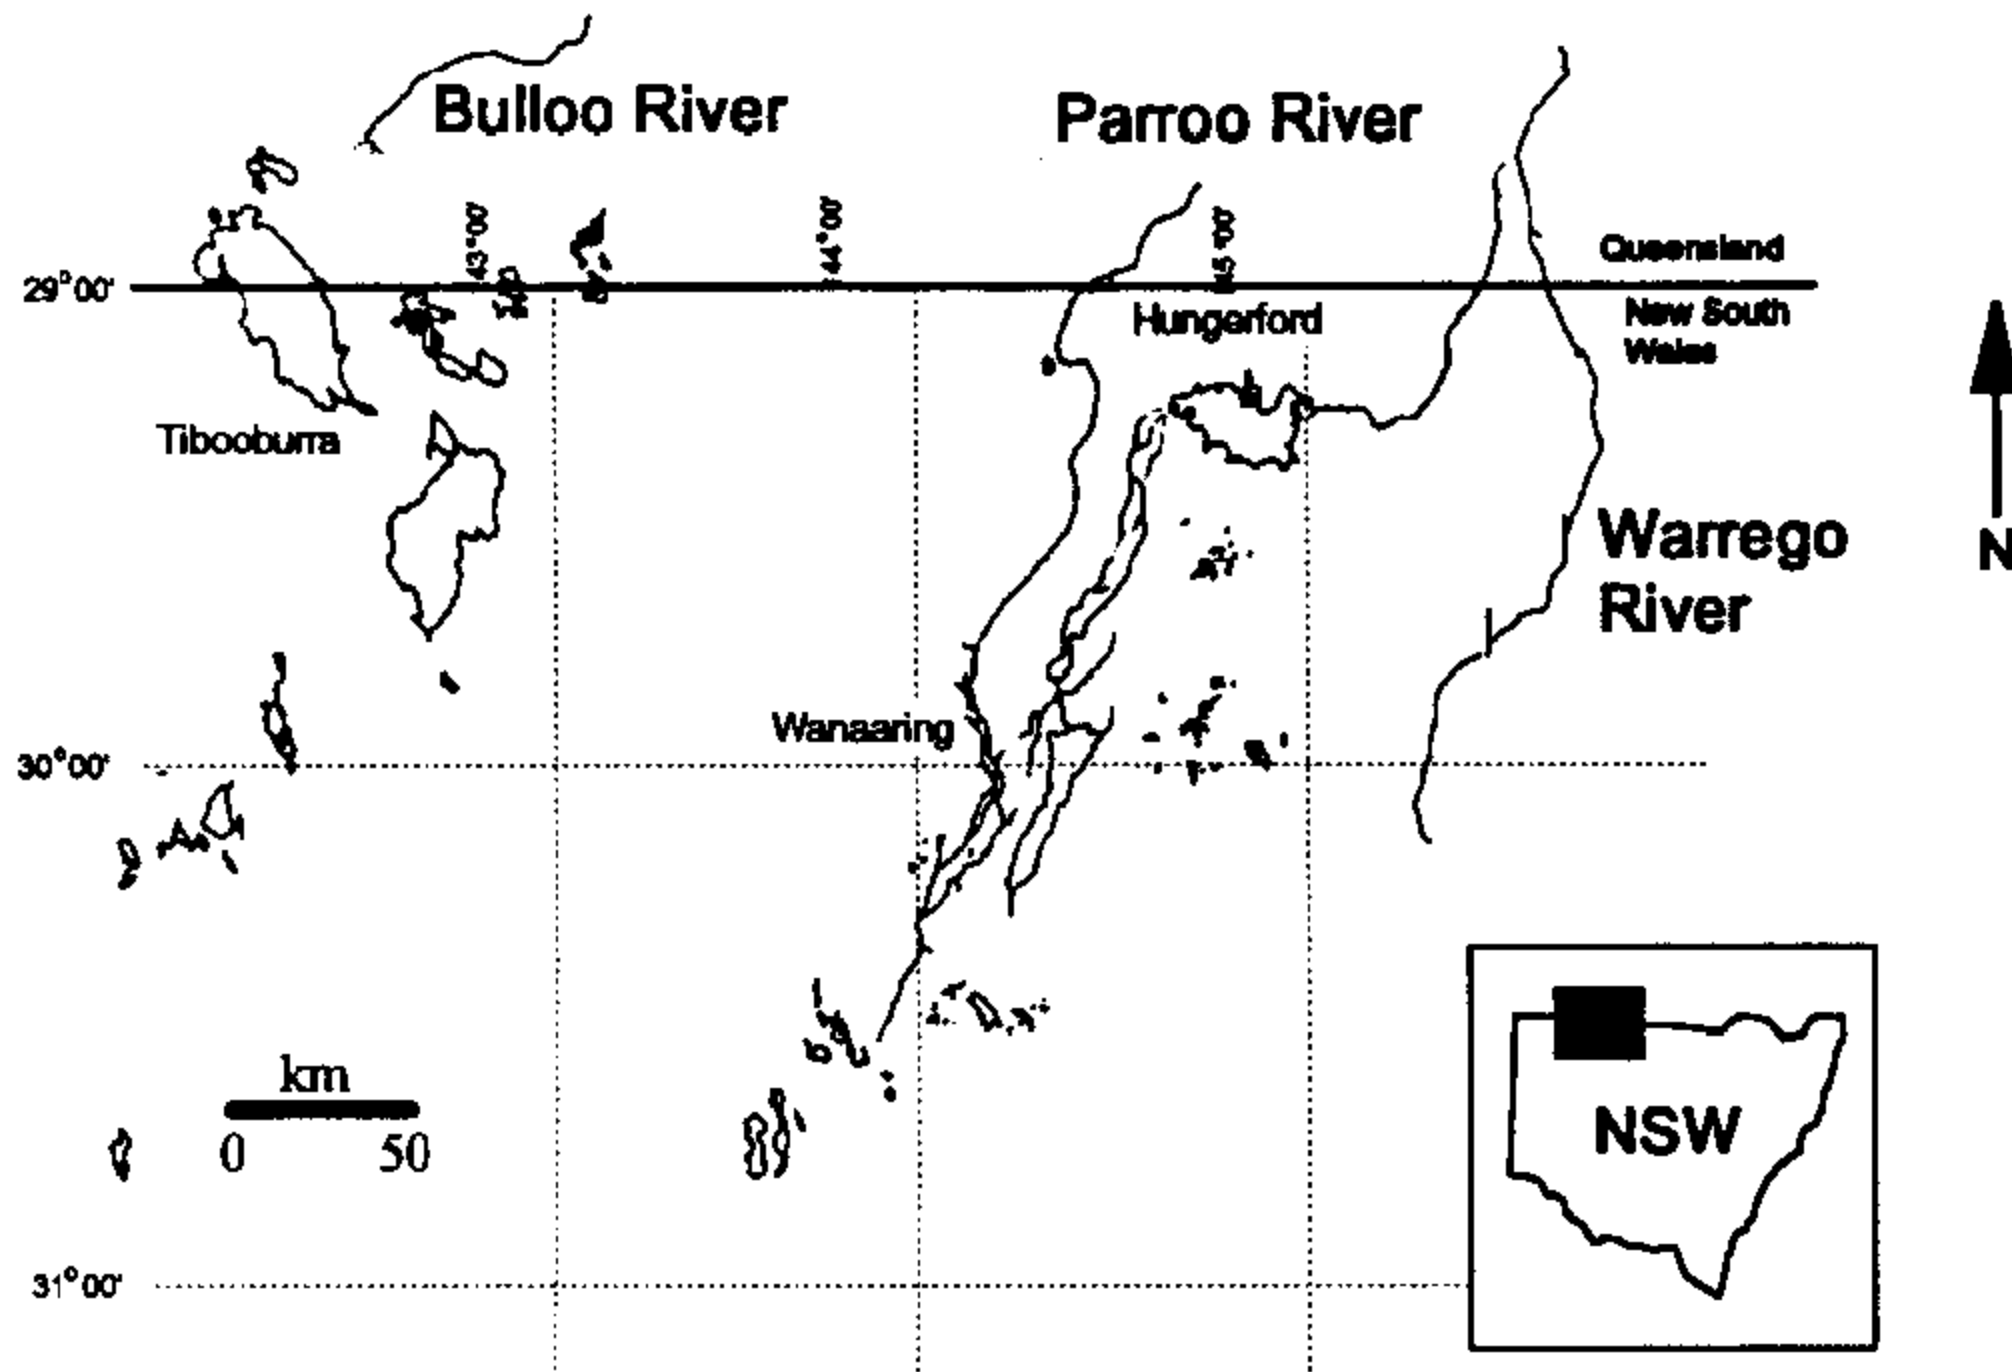 Bulloo River
Parroo River
43°00'
44°00'
45°00'
Queensland
29°00'
New South
Wales
Hungerford
Tibooburra
Warrego
River
N
Wanaaring
30°00'
km
0 50
NSW
31°00'